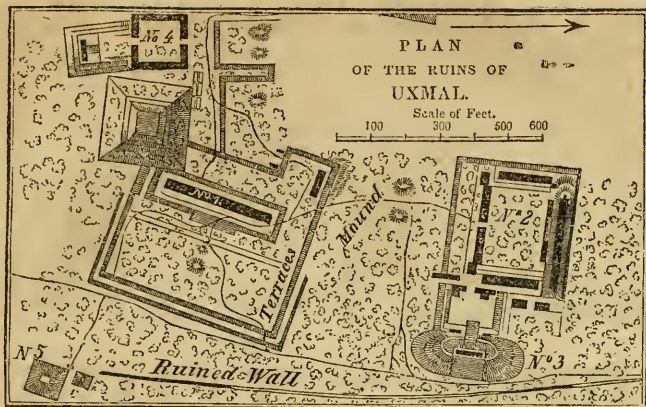 PLAN
OF THE RUINS OF
UXMAL.
Scale of Feet.
100 300 400 500 600
No 4
No 1
No 2
Mound
Terraces
No 3
No 5
Ruined Wall